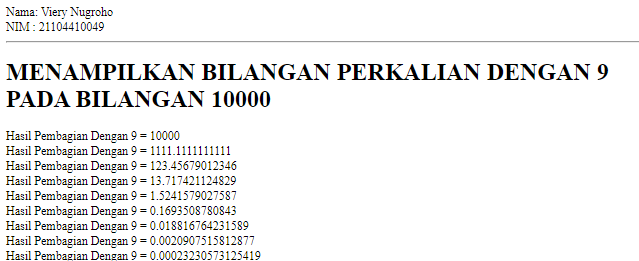 Nama: Viery Nugroho
NIM : 21104410049
MENAMPILKAN BILANGAN PERKALIAN DENGAN 9
PADA BILANGAN 10000
Hasil Pembagian Dengan 9 = 10000
Hasil Pembagian Dengan 9 = 1111.1111111111
Hasil Pembagian Dengan 9 = 123.45679012346
Hasil Pembagian Dengan 9 = 13.717421124829
Hasil Pembagian Dengan 9 = 1.5241579027587
Hasil Pembagian Dengan 9 = 0.1693508780843
Hasil Pembagian Dengan 9 = 0.018816764231589
Hasil Pembagian Dengan 9 = 0.0020907515812877
Hasil Pembagian Dengan 9 = 0.00023230573125419